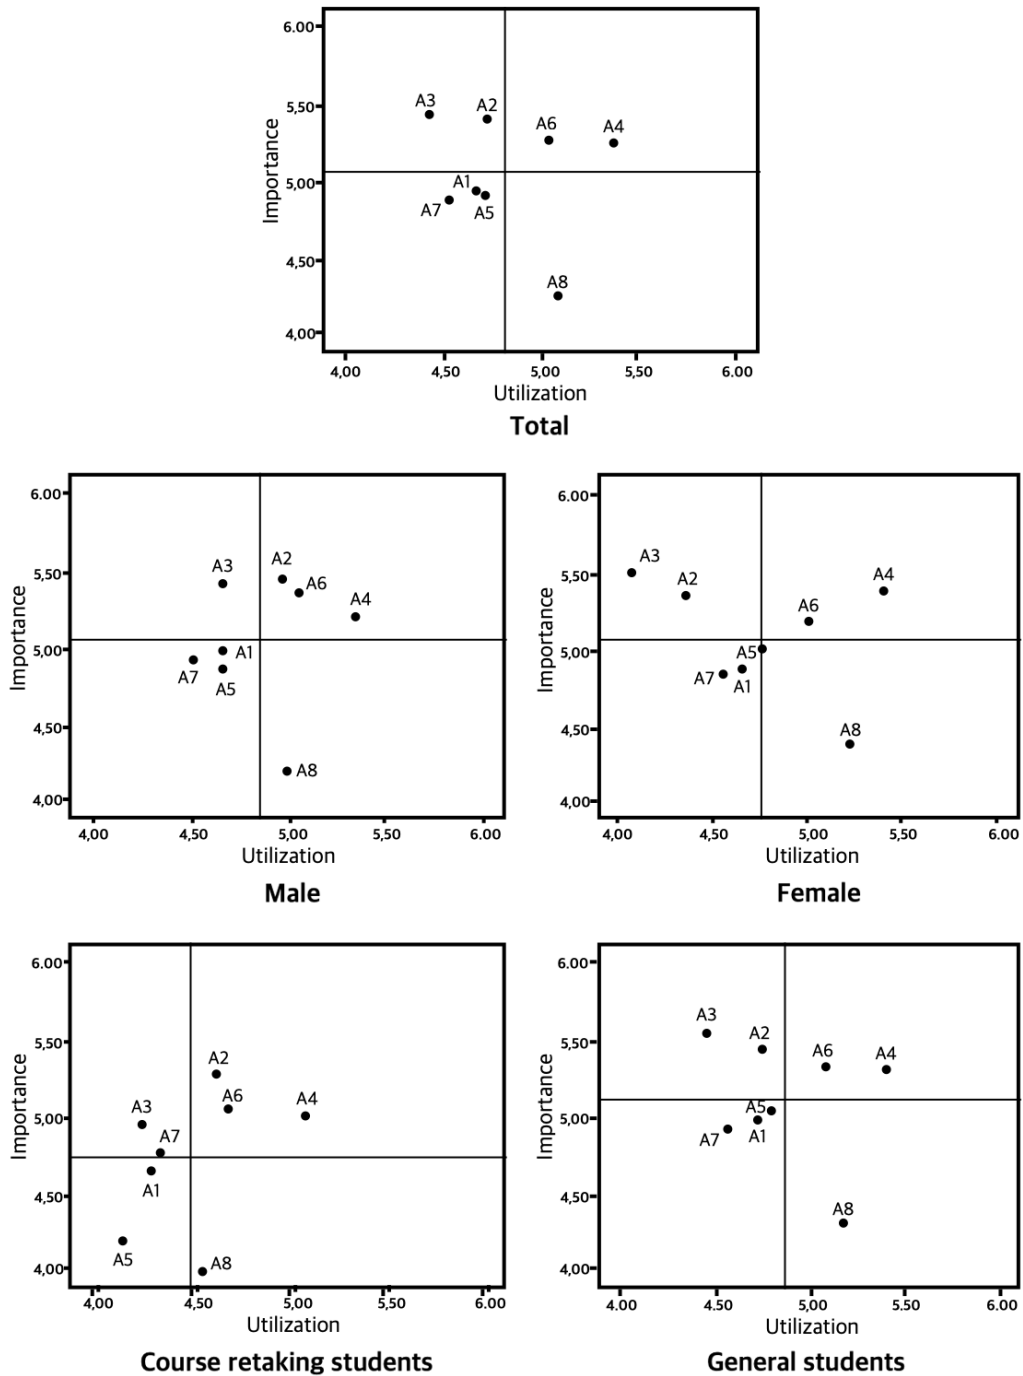 6.00
5,50
5,00
4,50
4,00
Importance
A3
A2
A6
A4
A1
A7
A5
A8
4,00 4,50 5,00 5,50 6.00
Utilization
Total
6.00
5,50
5,00
4,50
4,00
Importance
A3
A2
A6
A4
A1
A7
A5
A8
4,00 4,50 5,00 5,50 6.00
Utilization
Male
6.00
5,50
5,00
4,50
4,00
Importance
A3
A2
A4
A6
A5
A7
A1
A8
4,00 4,50 5,00 5,50 6.00
Utilization
Female
6.00
5,50
5,00
4,50
4,00
Importance
A2
A6
A4
A3
A7
A1
A5
A8
4,00 4,50 5,00 5,50 6.00
Utilization
Course retaking students
6.00
5,50
5,00
4,50
4,00
Importance
A3
A2
A6
A4
A5
A7
A1
A8
4.00 4.50 5,00 5,50 6.00
Utilization
General students